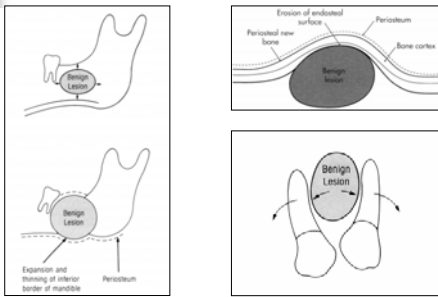 Benign
Lesion
Benign
Lesion
Expansion and
thinning of inferior
border of mandible
Periosteum
Erosion of endosteal
surface
Periosteum
Periosteal new
bone
Bone cortex
Benign
lesion
Benign
Lesion